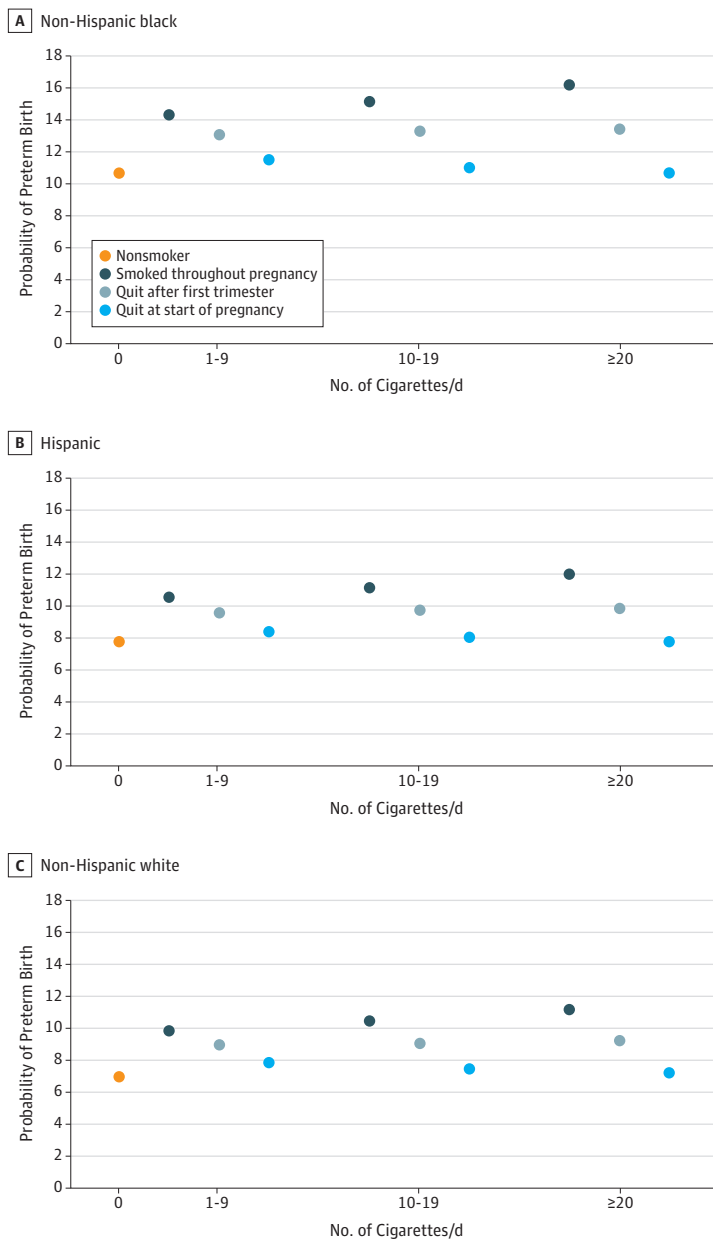 A Non-Hispanic black
18
16
14
12
10
8
6
4
2
0
Probability of Preterm Birth
Nonsmoker
Smoked throughout pregnancy
Quit after first trimester
Quit at start of pregnancy
0 1-9 10-19 ≥20
No. of Cigarettes/d
B Hispanic
18
16
14
12
10
8
6
4
2
0
Probability of Preterm Birth
0 1-9 10-19 ≥20
No. of Cigarettes/d
C Non-Hispanic white
18
16
14
12
10
8
6
4
2
0
Probability of Preterm Birth
0 1-9 10-19 ≥20
No. of Cigarettes/d